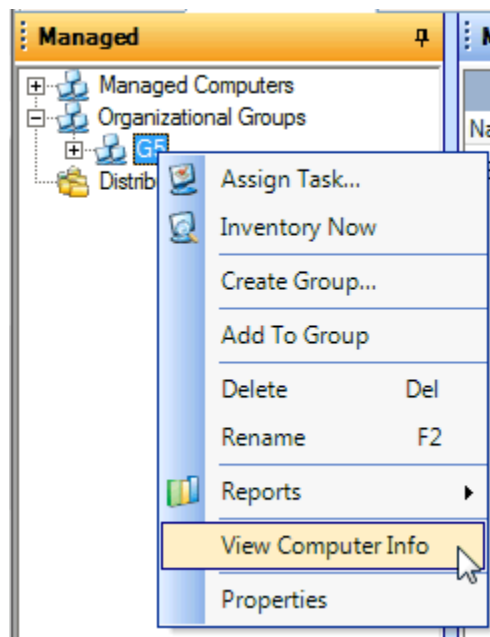 Managed
Managed Computers
Organizational Groups
G5
Assign Task...
Inventory Now
Create Group...
Add To Group
Delete Del
Rename F2
Reports
View Computer Info
Properties